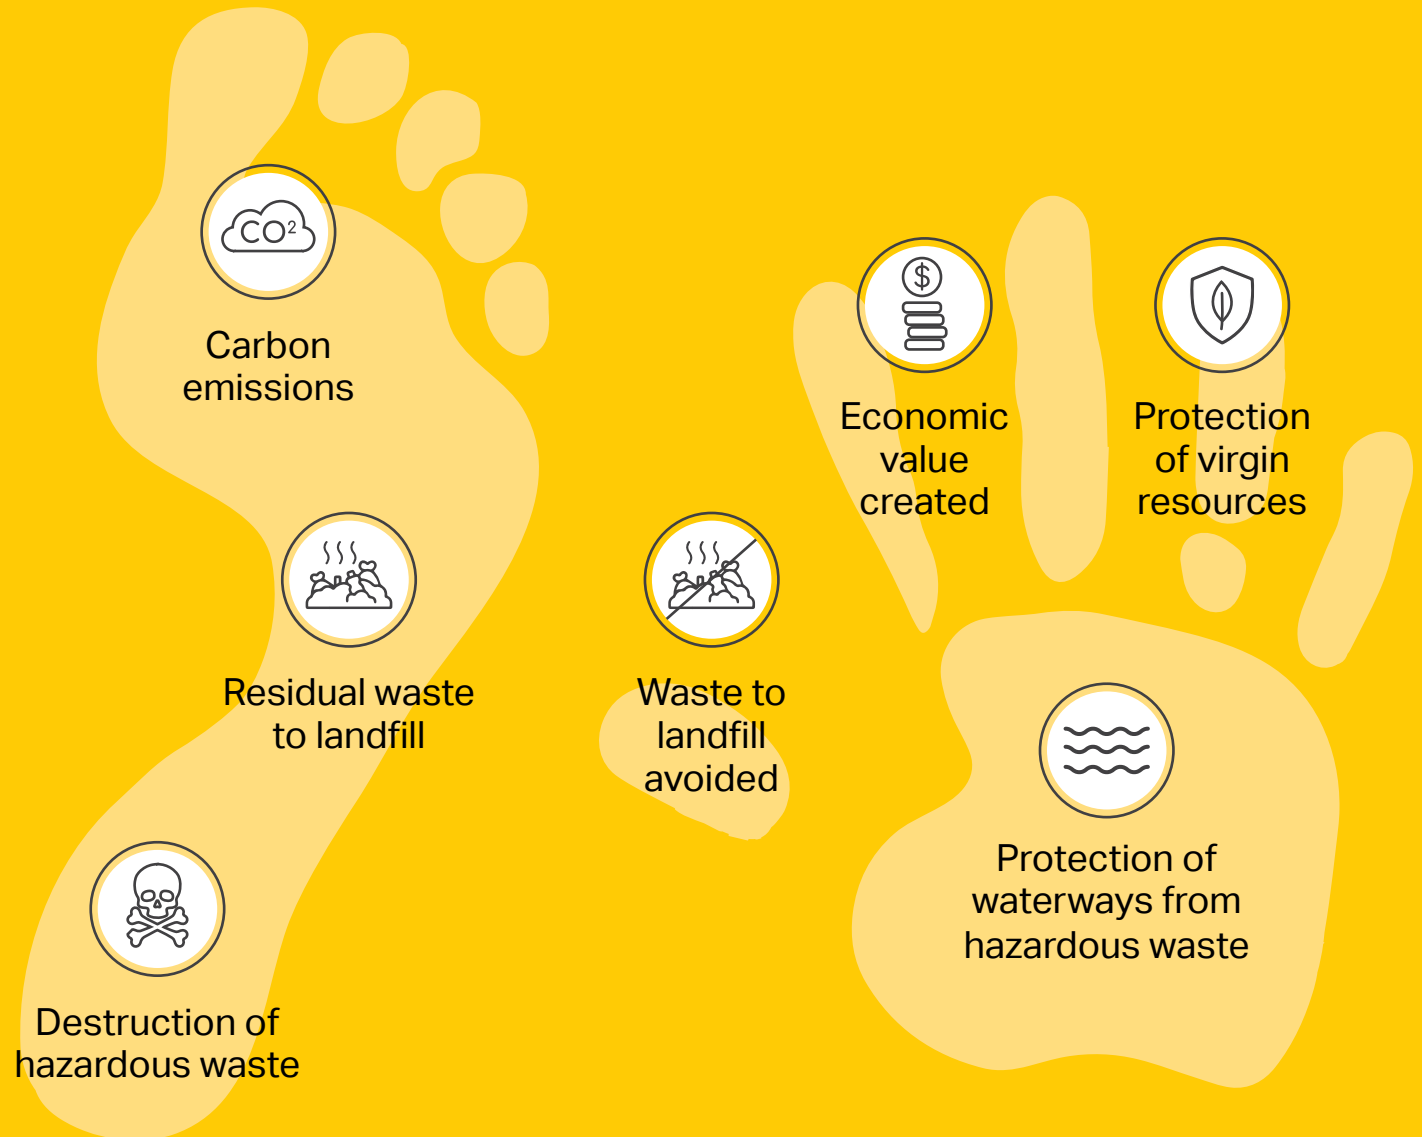 CO²
Carbon
emissions
Residual waste
to landfill
Destruction of
hazardous waste
Waste to
landfill
avoided
$
Economic
value
created
Protection
of virgin
resources
Protection of
waterways from
hazardous waste